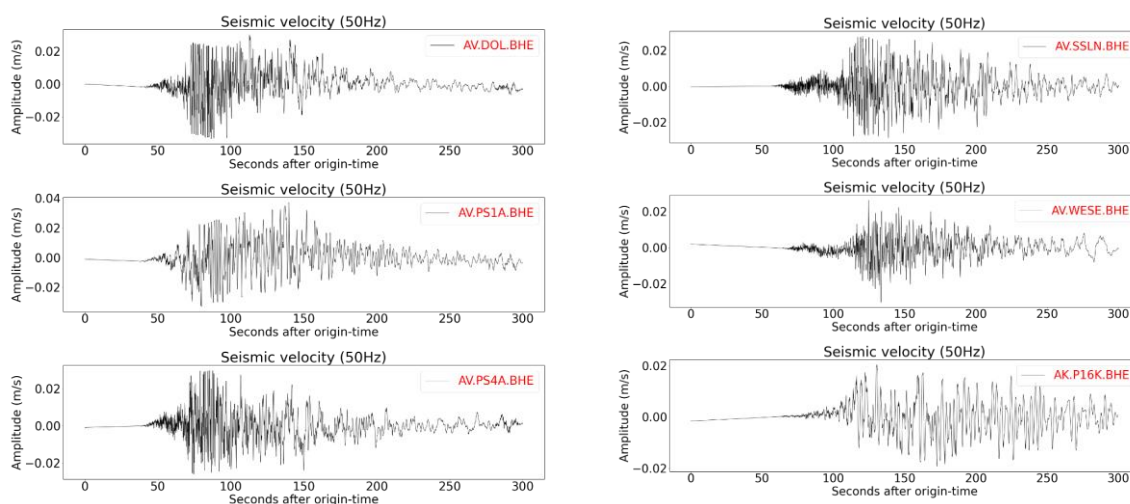 Seismic velocity (50Hz)
AV.DOL.BHE
Amplitude (m/s)
0.02
0.00
−0.02
0 50 100 150 200 250 300
Seconds after origin-time
Seismic velocity (50Hz)
AV.PS1A.BHE
Amplitude (m/s)
0.04
0.02
0.00
−0.02
0 50 100 150 200 250 300
Seconds after origin-time
Seismic velocity (50Hz)
AV.PS4A.BHE
Amplitude (m/s)
0.02
0.00
−0.02
0 50 100 150 200 250 300
Seconds after origin-time
Seismic velocity (50Hz)
AV.SSLN.BHE
Amplitude (m/s)
0.02
0.00
−0.02
0 50 100 150 200 250 300
Seconds after origin-time
Seismic velocity (50Hz)
AV.WESE.BHE
Amplitude (m/s)
0.02
0.00
−0.02
0 50 100 150 200 250 300
Seconds after origin-time
Seismic velocity (50Hz)
AK.P16K.BHE
Amplitude (m/s)
0.02
0.00
−0.02
0 50 100 150 200 250 300
Seconds after origin-time